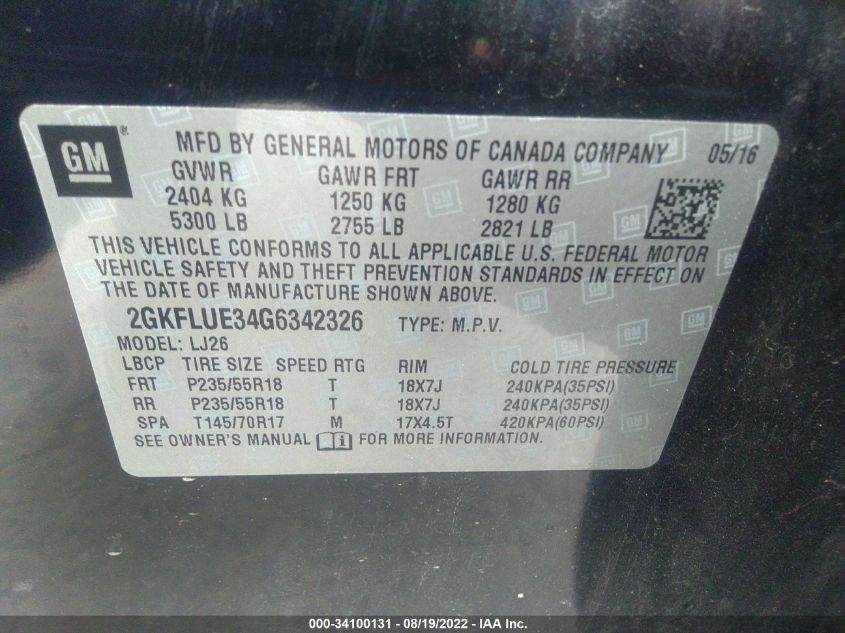 GM ® MFD BY GENERAL MOTORS OF CANADA COMPANY 05/16
GVWR GAWR FRT GAWR RR
2404 KG 1250 KG 1280 KG
5300 LB 2755 LB 2821 LB
THIS VEHICLE CONFORMS TO ALL APPLICABLE U.S. FEDERAL MOTOR
VEHICLE SAFETY AND THEFT PREVENTION STANDARDS IN EFFECT ON
THE DATE OF MANUFACTURE SHOWN ABOVE.
2GKFLUE34G6342326 TYPE: M.P.V.
MODEL: LJ26
LBCP TIRE SIZE SPEED RTG RIM COLD TIRE PRESSURE
FRT P235/55R18 T 18X7J 240KPA(35PSI)
RR P235/55R18 T 18X7J 240KPA(35PSI)
SPA T145/70R17 M 17X4.5T 420KPA(60PSI)
SEE OWNER'S MANUAL FOR MORE INFORMATION.
000-34100131 - 08/19/2022 - IAA Inc.